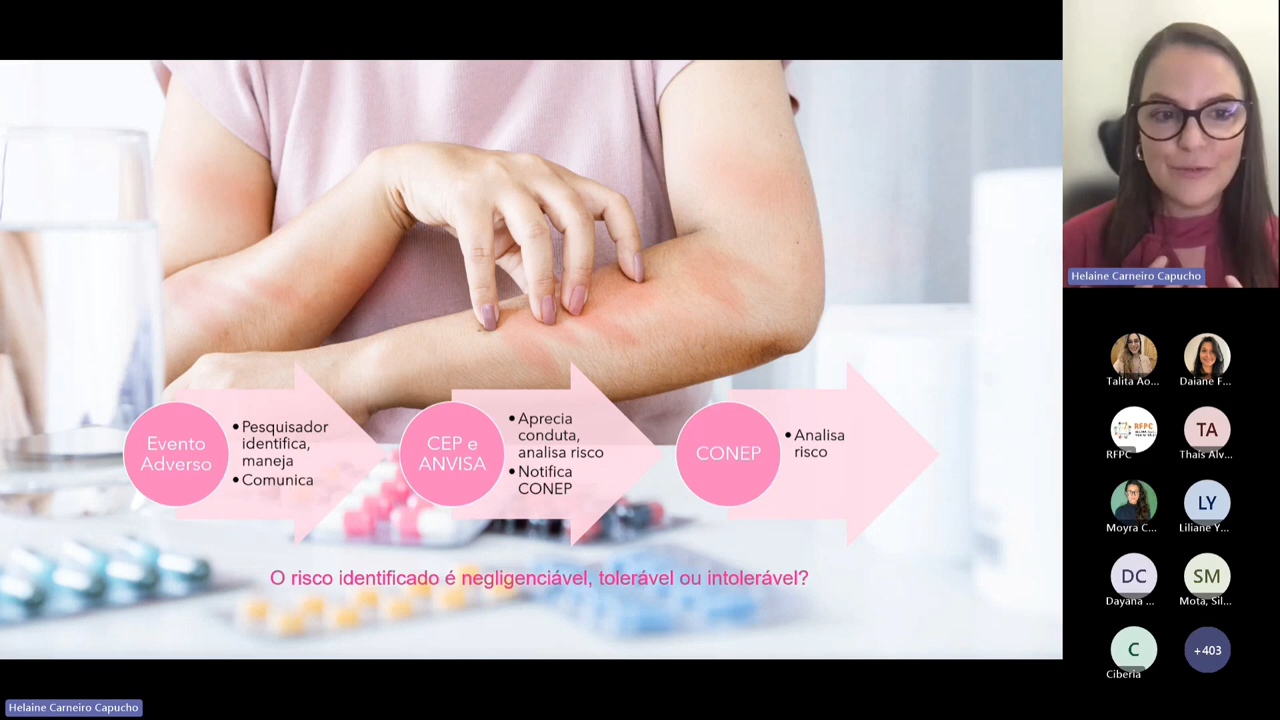 Evento
Adverso
•Pesquisador
identifica,
maneja
•Comunica
CEP e
ANVISA
•Aprecia
conduta,
analisa risco
•Notifica
CONEP
CONEP
•Analisa
risco
O risco identificado é negligenciável, tolerável ou intolerável?
Helaine Carneiro Capucho
Helaine Carneiro Capucho
Talita Ao...
Daiane F...
RFPC
RFPC
TA
Thaís Alv...
Moyra C...
LY
Liliane Y...
DC
Dayana ...
SM
Mota, Sil...
C
Ciberia
+403